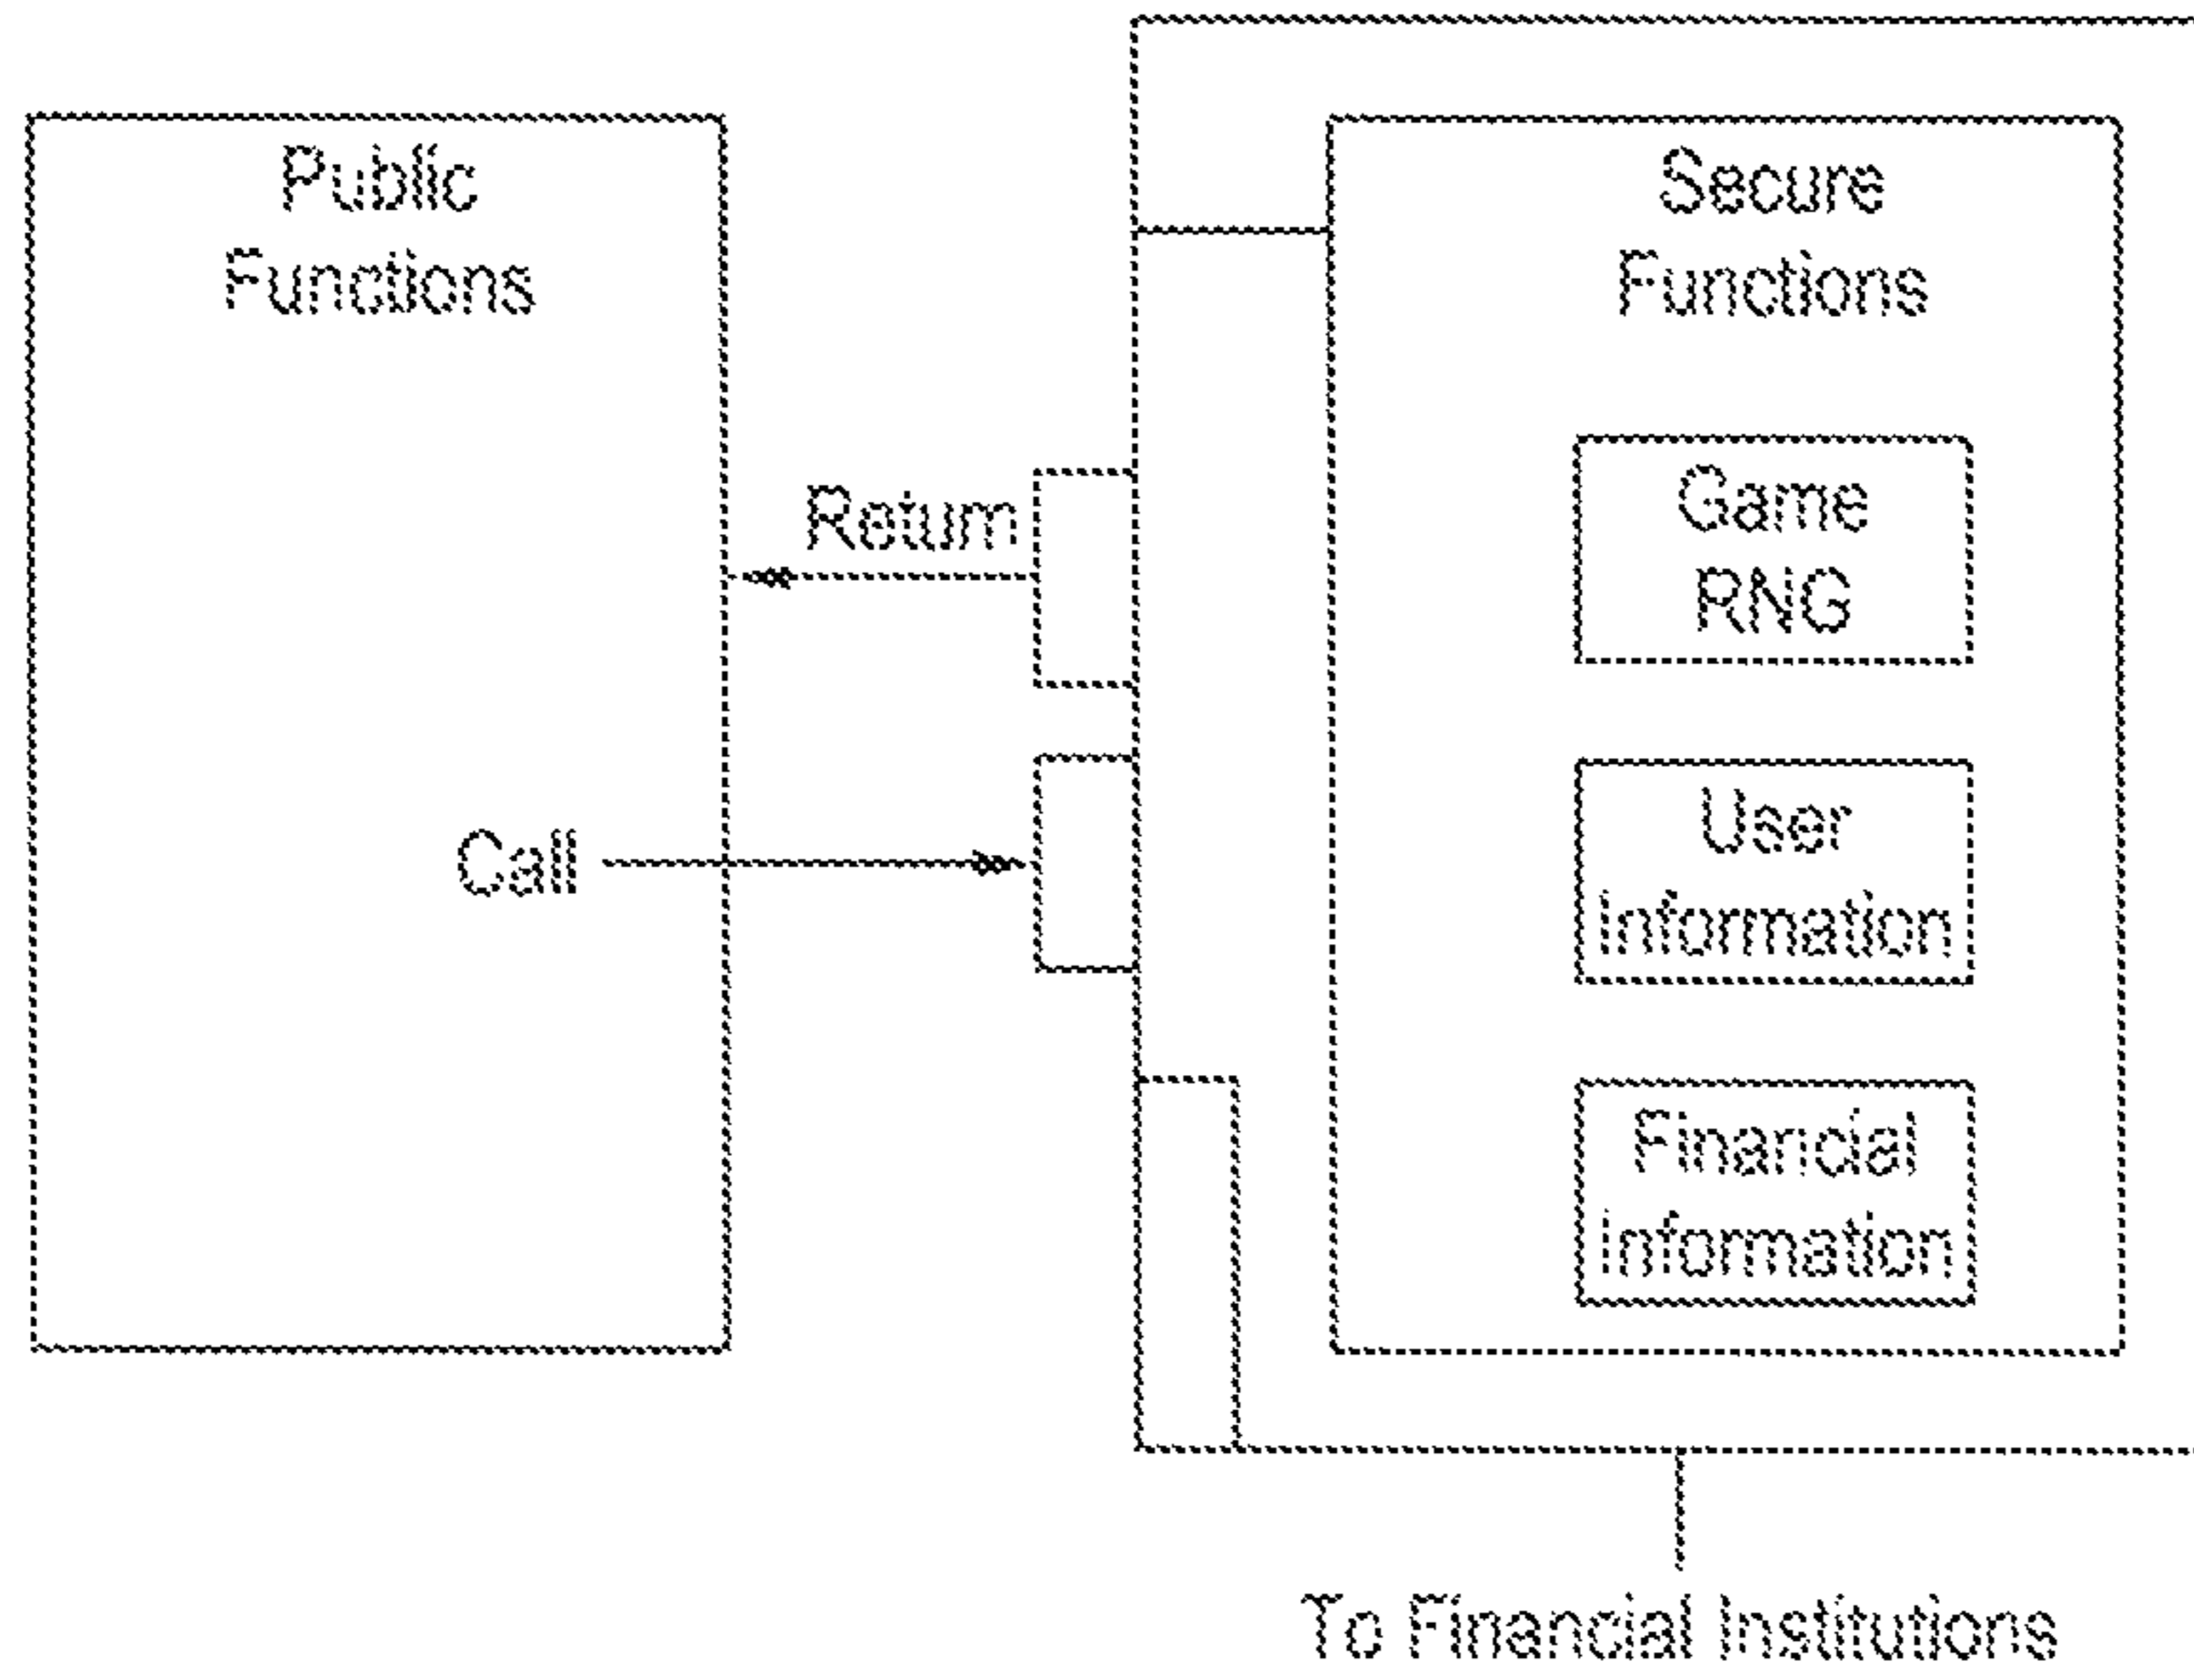 Public
Functions
Secure
Functions
Return
Game
RNG
Call
User
Information
Financial
Information
To Financial Institutions